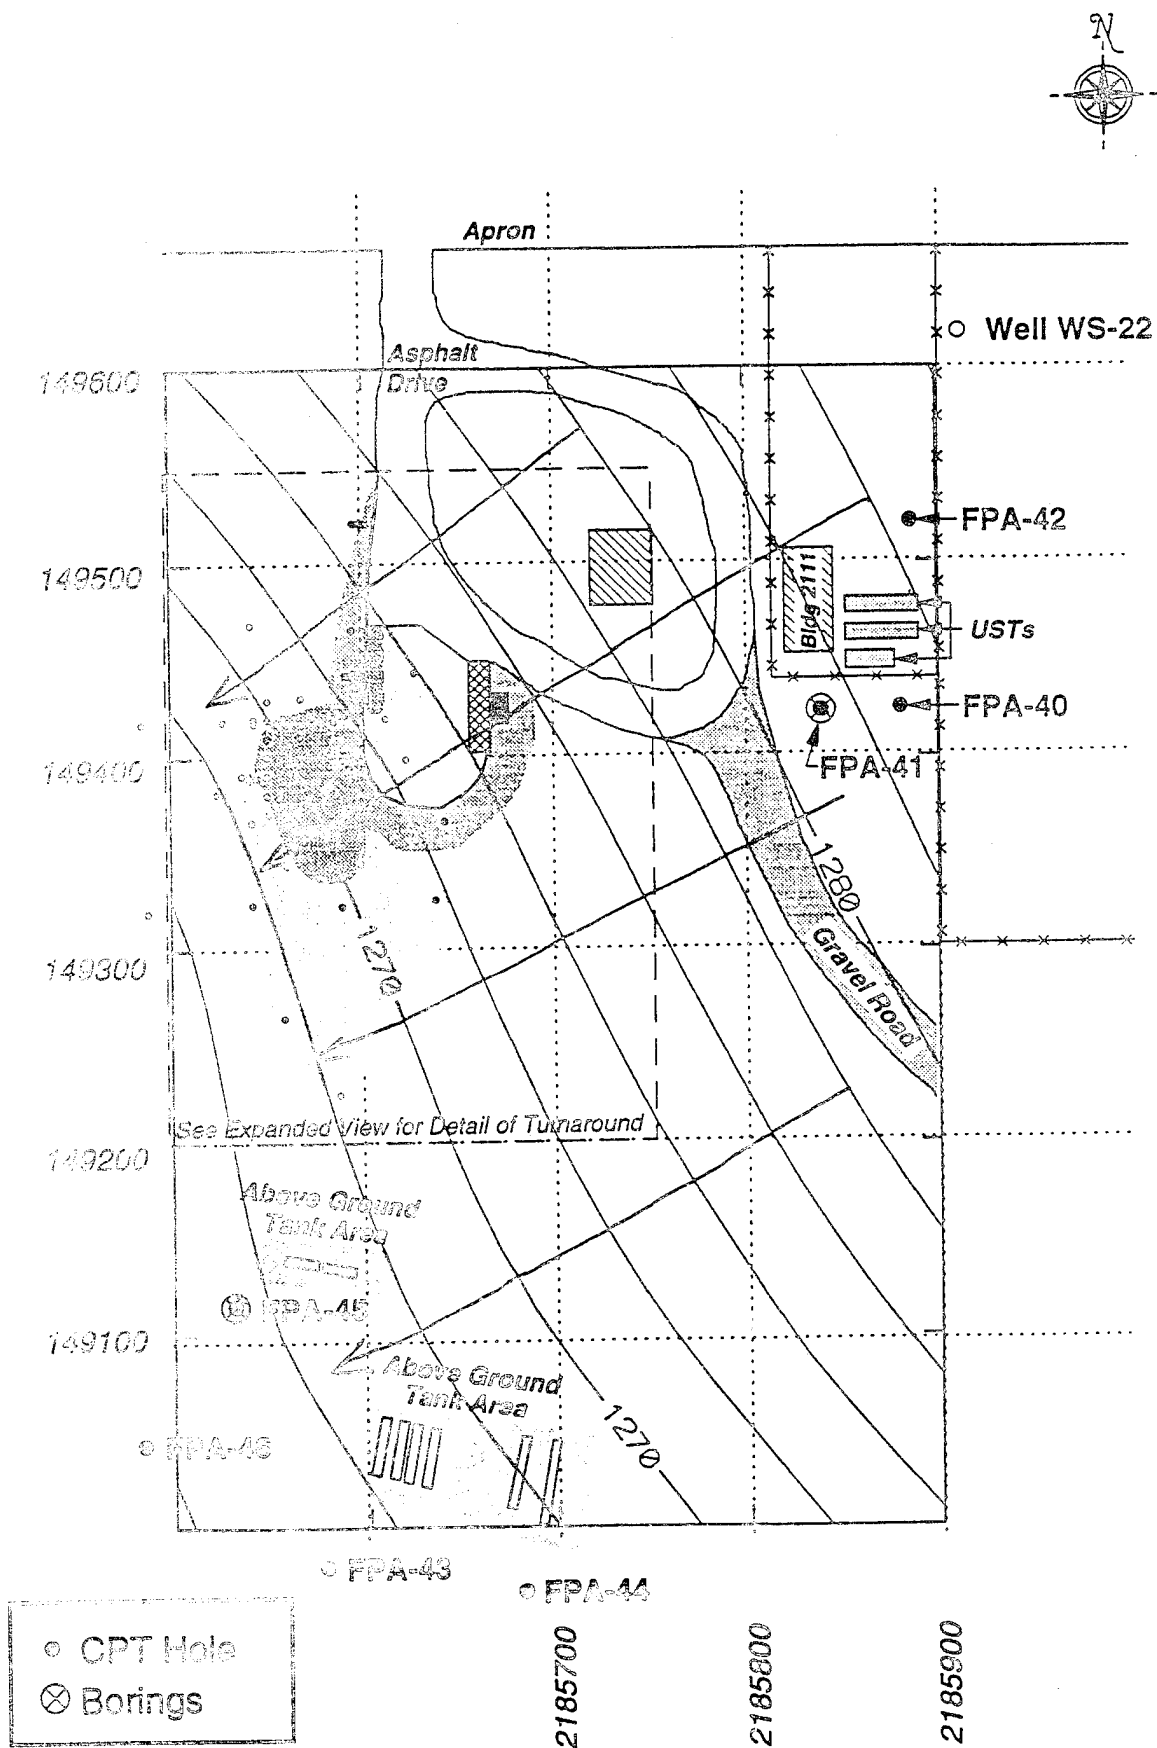 N
Apron
Well WS-22
Asphalt
Drive
149600
FPA-42
149500
Bldg 2111
USTs
FPA-40
149400
FPA-41
1280
1270
Gravel Road
149300
See Expanded View for Detail of Turnaround
149200
Above Ground
Tank Area
FPA-45
149100
Above Ground
Tank Area
1270
FPA-46
FPA-43
FPA-44
CPT Hole
Borings
2185700
2185800
2185900